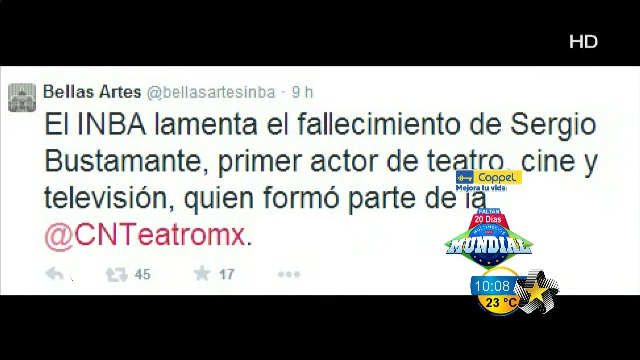 HD
Bellas Artes @bellasartesinba · 9 h
El INBA lamenta el fallecimiento de Sergio
Bustamante, primer actor de teatro, cine y
televisión, quien formó parte de la
@CNTeatromx.
45 17
Coppel
Mejora tu vida
FALTAN
20 Días
MUNDIAL
10:08
23 °C